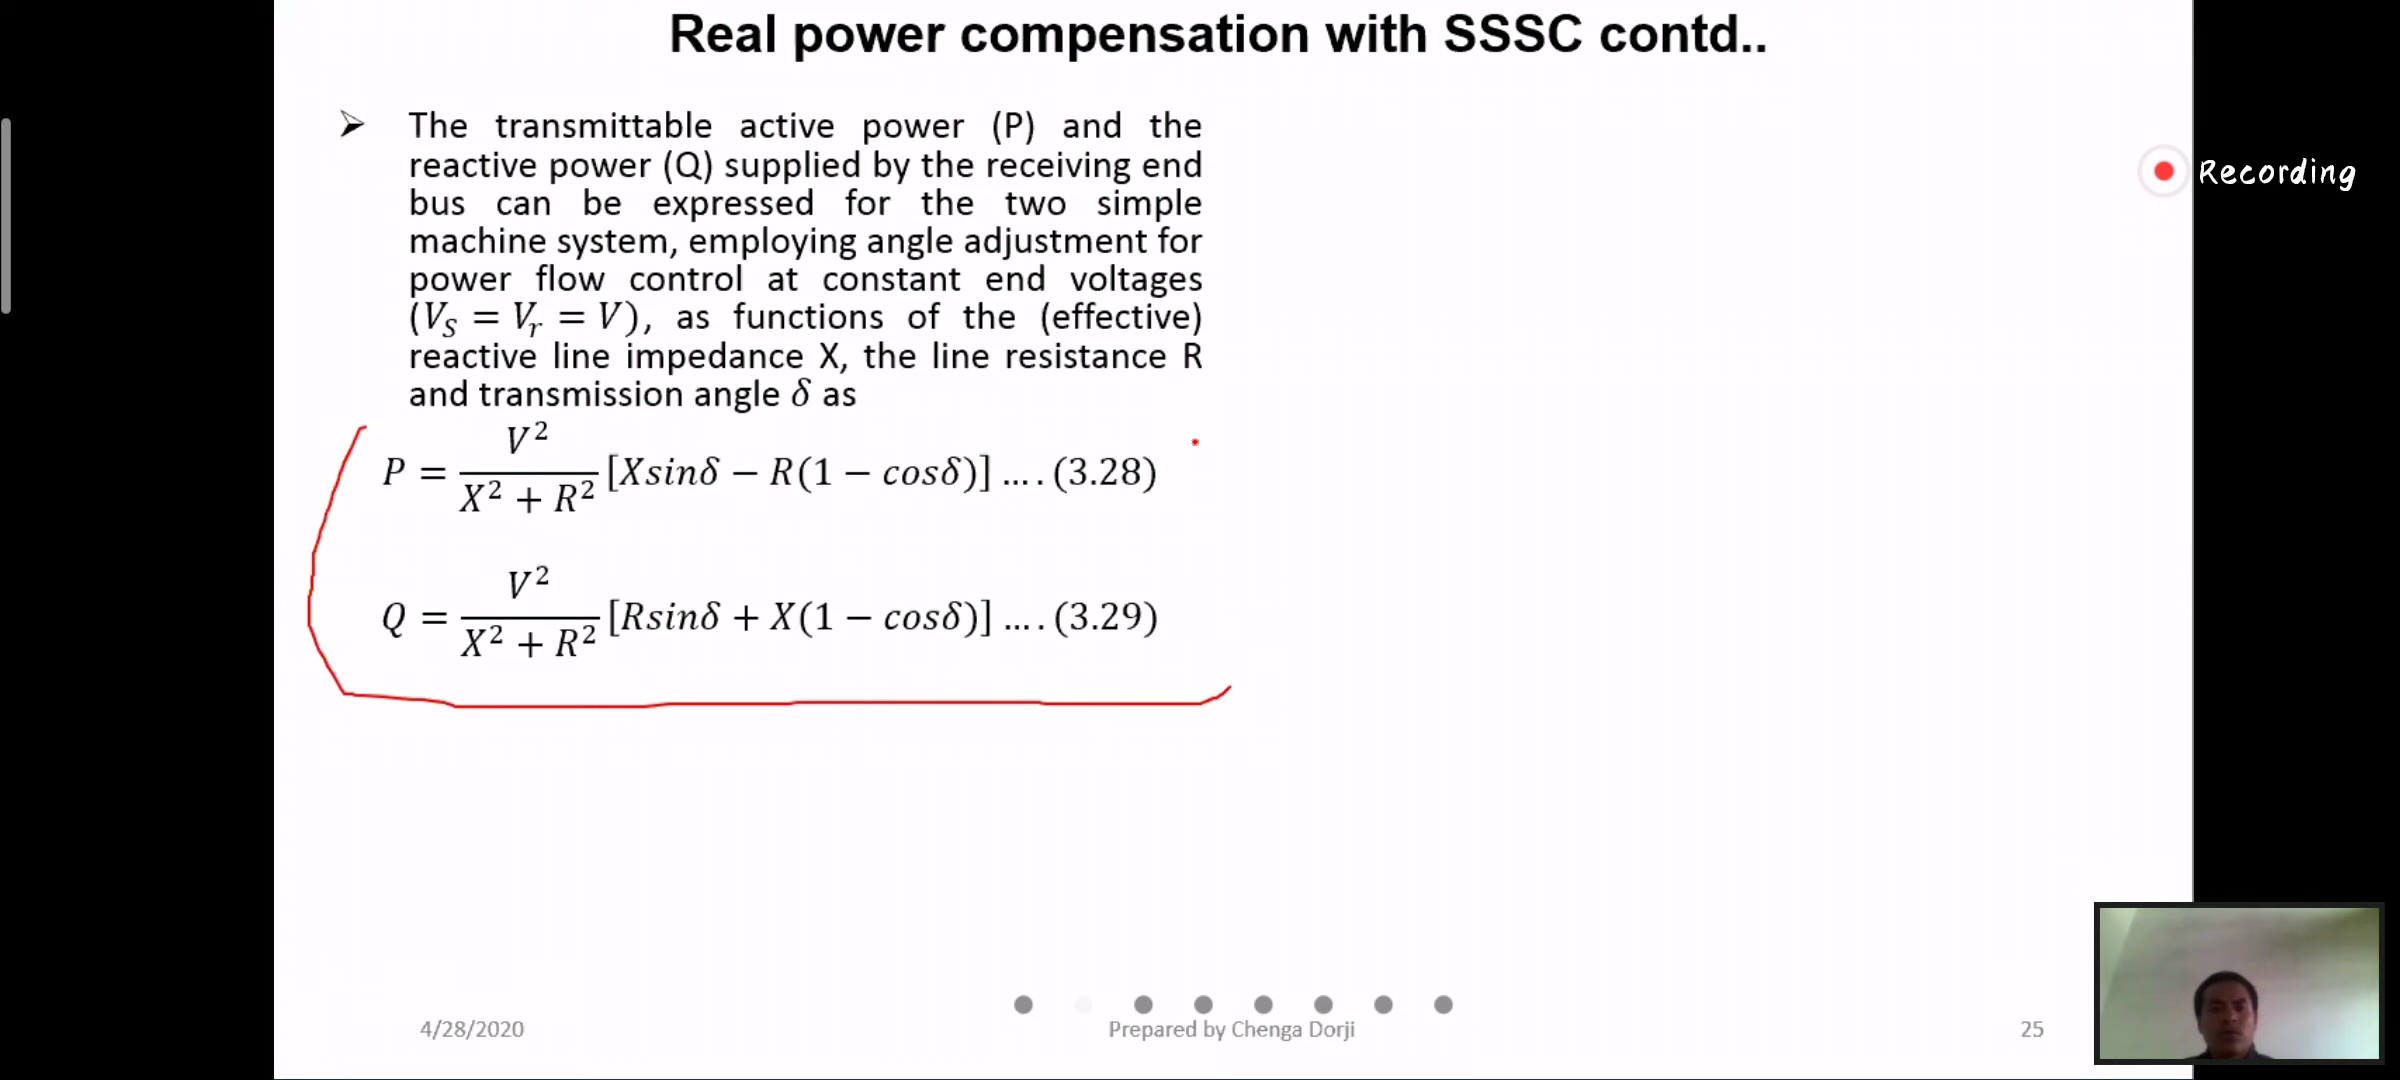 Real power compensation with SSSC contd..
➢ The transmittable active power (P) and the
reactive power (Q) supplied by the receiving end
bus can be expressed for the two simple
machine system, employing angle adjustment for
power flow control at constant end voltages
(V_S = V_r = V), as functions of the (effective)
reactive line impedance X, the line resistance R
and transmission angle δ as
P = V²/(X² + R²) [Xsinδ − R(1 − cosδ)] .... (3.28)
Q = V²/(X² + R²) [Rsinδ + X(1 − cosδ)] .... (3.29)
Recording
4/28/2020
Prepared by Chenga Dorji
25